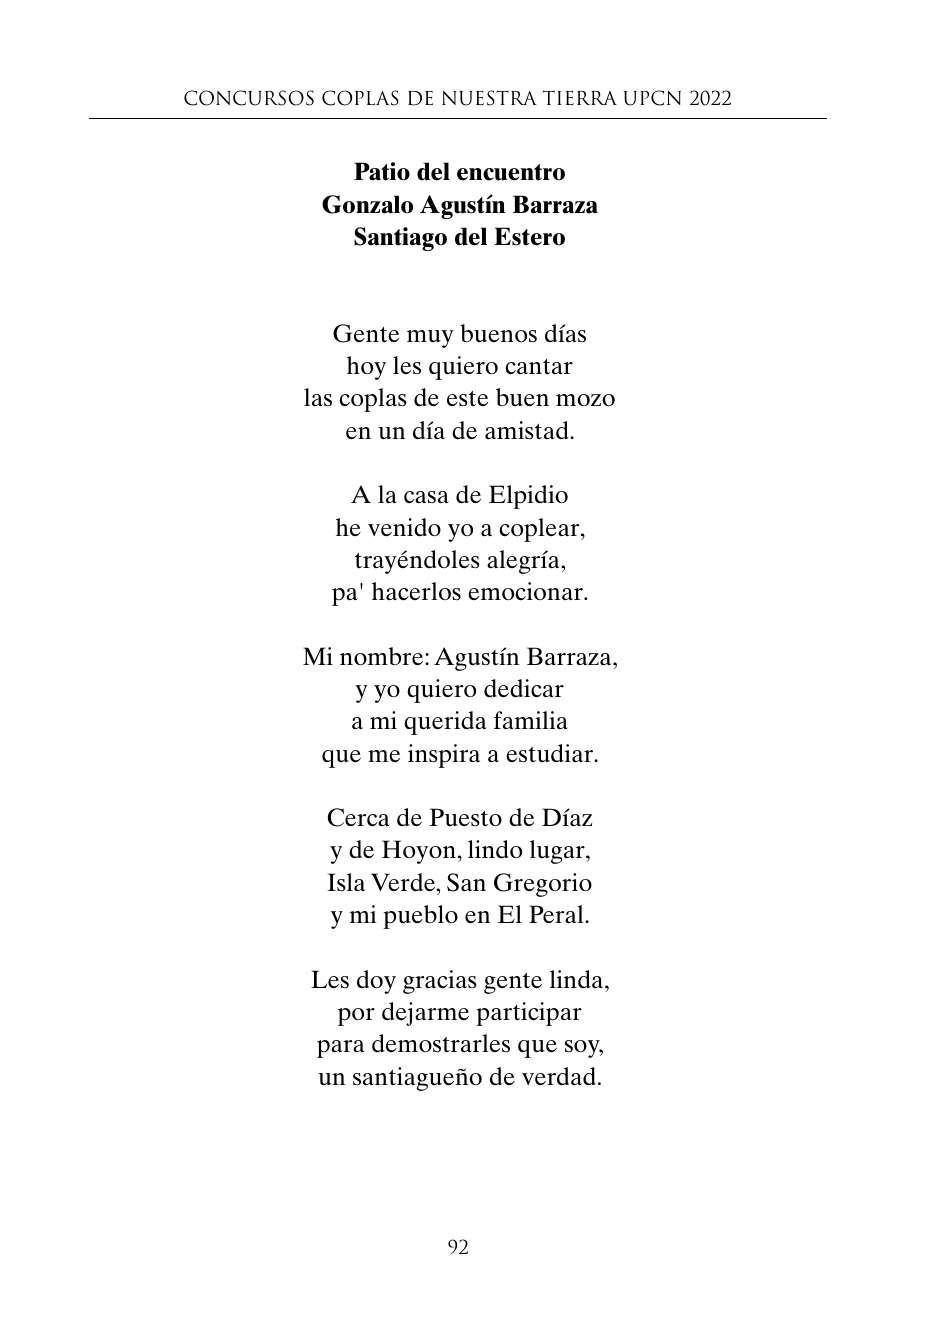 CONCURSOS COPLAS DE NUESTRA TIERRA UPCN 2022
Patio del encuentro
Gonzalo Agustín Barraza
Santiago del Estero
Gente muy buenos días
hoy les quiero cantar
las coplas de este buen mozo
en un día de amistad.
A la casa de Elpidio
he venido yo a coplear,
trayéndoles alegría,
pa' hacerlos emocionar.
Mi nombre: Agustín Barraza,
y yo quiero dedicar
a mi querida familia
que me inspira a estudiar.
Cerca de Puesto de Díaz
y de Hoyon, lindo lugar,
Isla Verde, San Gregorio
y mi pueblo en El Peral.
Les doy gracias gente linda,
por dejarme participar
para demostrarles que soy,
un santiagueño de verdad.
92